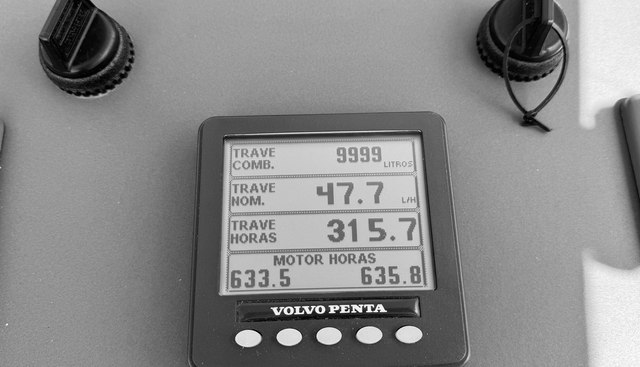 TRAVE 9999
COMB. LITROS
TRAVE 47.7
NOM. L/H
TRAVE 315.7
HORAS
MOTOR HORAS
633.5 635.8
VOLVO PENTA